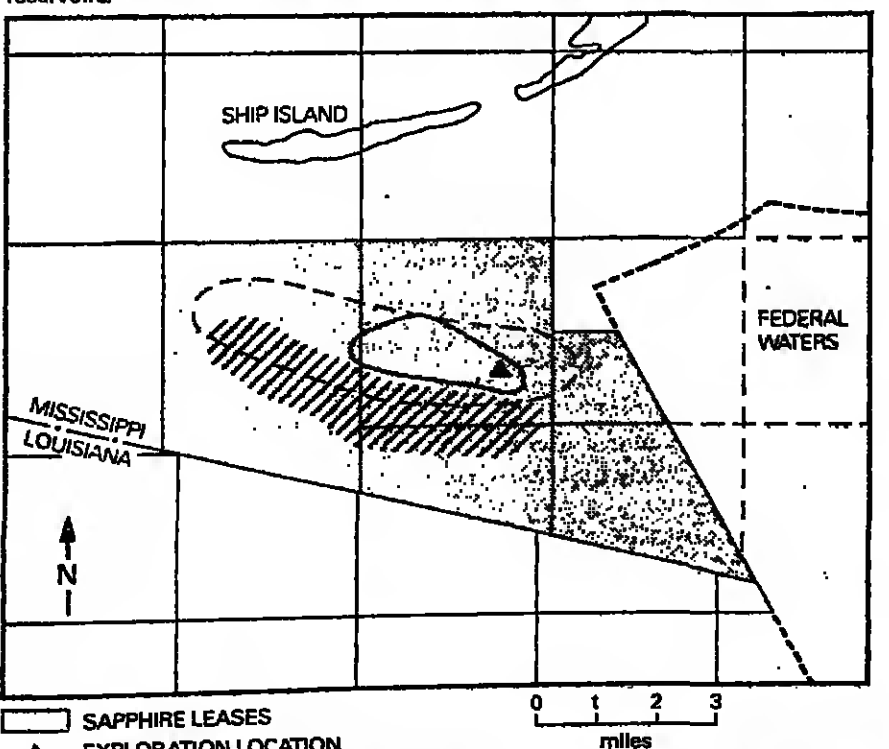 SHIP ISLAND
FEDERAL
WATERS
MISSISSIPPI
LOUISIANA
N
0 t 2 3
miles
SAPPHIRE LEASES
EXPLORATION LOCATION